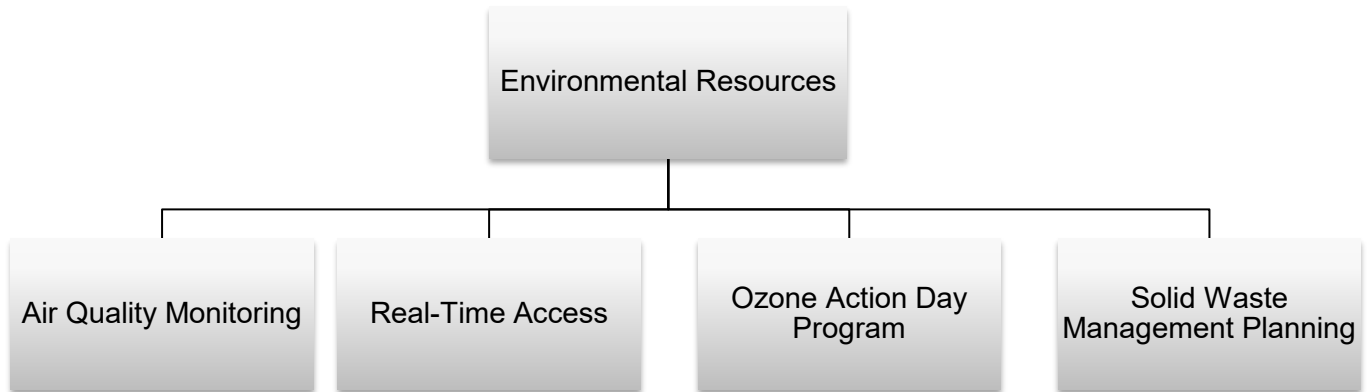 Environmental Resources
Air Quality Monitoring
Real-Time Access
Ozone Action Day
Program
Solid Waste
Management Planning